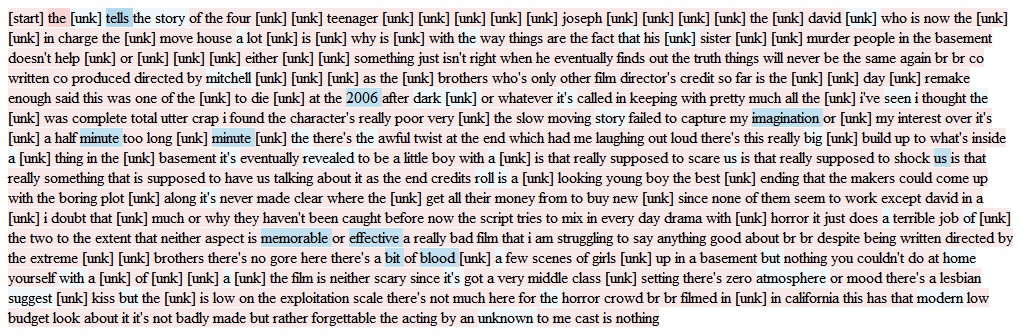 [start] the [unk] tells the story of the four [unk] [unk] teenager [unk] [unk] [unk] [unk] [unk] joseph [unk] [unk] [unk] [unk] the [unk] david [unk] who is now the [unk]
[unk] in charge the [unk] move house a lot [unk] is [unk] why is [unk] with the way things are the fact that his [unk] sister [unk] [unk] murder people in the basement
doesn't help [unk] or [unk] [unk] [unk] either [unk] [unk] something just isn't right when he eventually finds out the truth things will never be the same again br br co
written co produced directed by mitchell [unk] [unk] [unk] as the [unk] brothers who's only other film director's credit so far is the [unk] [unk] day [unk] remake
enough said this was one of the [unk] to die [unk] at the 2006 after dark [unk] or whatever it's called in keeping with pretty much all the [unk] i've seen i thought the
[unk] was complete total utter crap i found the character's really poor very [unk] the slow moving story failed to capture my imagination or [unk] my interest over it's
a half minute too long [unk] minute [unk] the there's the awful twist at the end which had me laughing out loud there's this really big [unk] build up to what's inside
a [unk] thing in the [unk] basement it's eventually revealed to be a little boy with a [unk] is that really supposed to scare us is that really supposed to shock us is that
really something that is supposed to have us talking about it as the end credits roll is a [unk] looking young boy the best [unk] ending that the makers could come up
with the boring plot [unk] along it's never made clear where the [unk] get all their money from to buy new [unk] since none of them seem to work except david in a
[unk] i doubt that [unk] much or why they haven't been caught before now the script tries to mix in every day drama with [unk] horror it just does a terrible job of [unk]
the two to the extent that neither aspect is memorable or effective a really bad film that i am struggling to say anything good about br br despite being written directed by
the extreme [unk] [unk] brothers there's no gore here there's a bit of blood [unk] a few scenes of girls [unk] up in a basement but nothing you couldn't do at home
yourself with a [unk] of [unk] [unk] a [unk] the film is neither scary since it's got a very middle class [unk] setting there's zero atmosphere or mood there's a lesbian
suggest [unk] kiss but the [unk] is low on the exploitation scale there's not much here for the horror crowd br br filmed in [unk] in california this has that modern low
budget look about it it's not badly made but rather forgettable the acting by an unknown to me cast is nothing